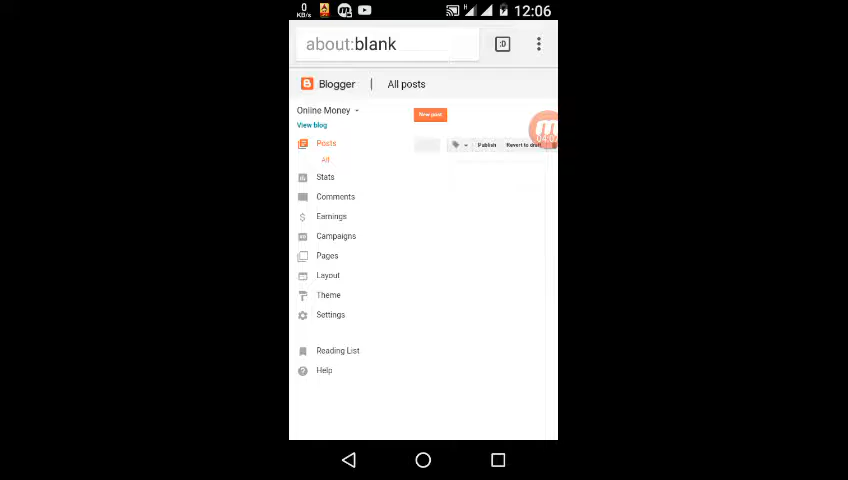 0
KB/s
H
12:06
about:blank
:D
Blogger | All posts
Online Money
View blog
New post
Posts
Publish
Revert to draft
All
Stats
Comments
Earnings
Campaigns
Pages
Layout
Theme
Settings
Reading List
Help